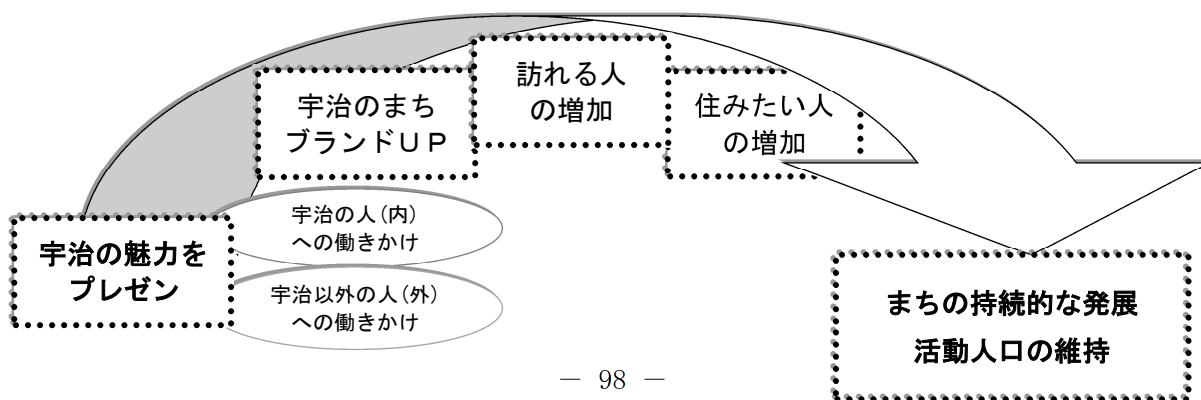 宇治の魅力を
プレゼン
宇治の人(内)
への働きかけ
宇治以外の人(外)
への働きかけ
宇治のまち
ブランドＵＰ
訪れる人
の増加
住みたい人
の増加
まちの持続的な発展
活動人口の維持
－ 98 －